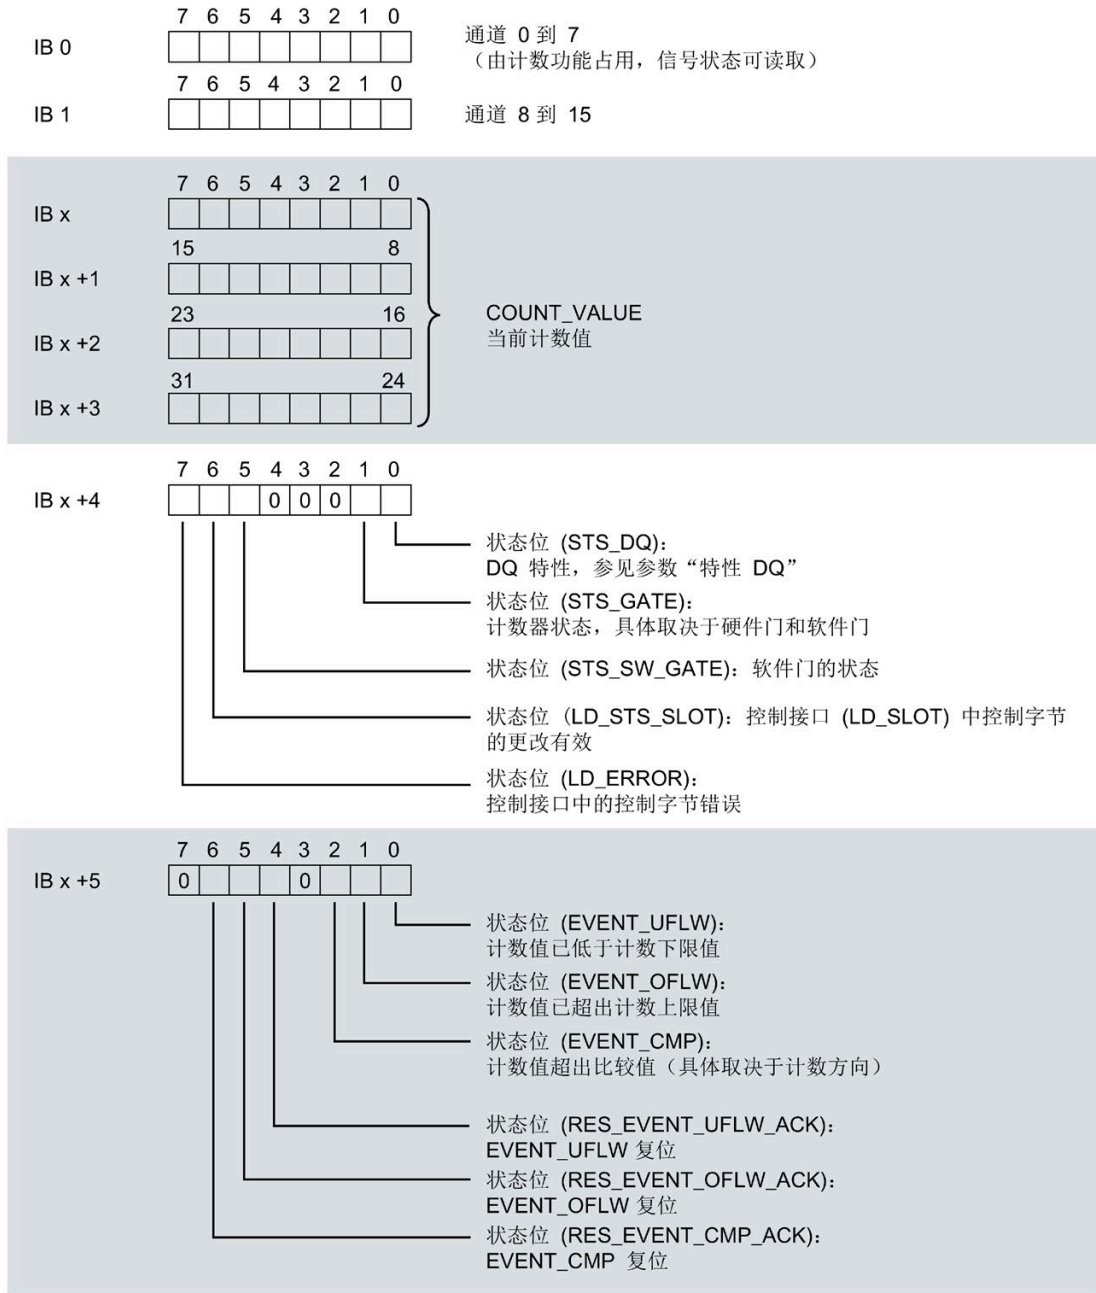 7 6 5 4 3 2 1 0
IB 0
通道 0 到 7
（由计数功能占用，信号状态可读取）
7 6 5 4 3 2 1 0
IB 1
通道 8 到 15
7 6 5 4 3 2 1 0
IB x
15 8
IB x +1
23 16
IB x +2
31 24
IB x +3
COUNT_VALUE
当前计数值
7 6 5 4 3 2 1 0
IB x +4
0 0 0
状态位 (STS_DQ)：
DQ 特性，参见参数“特性 DQ”
状态位 (STS_GATE)：
计数器状态，具体取决于硬件门和软件门
状态位 (STS_SW_GATE)：软件门的状态
状态位（LD_STS_SLOT)：控制接口 (LD_SLOT) 中控制字节
的更改有效
状态位 (LD_ERROR)：
控制接口中的控制字节错误
7 6 5 4 3 2 1 0
IB x +5
0 0
状态位 (EVENT_UFLW)：
计数值已低于计数下限值
状态位 (EVENT_OFLW)：
计数值已超出计数上限值
状态位 (EVENT_CMP)：
计数值超出比较值（具体取决于计数方向）
状态位 (RES_EVENT_UFLW_ACK)：
EVENT_UFLW 复位
状态位 (RES_EVENT_OFLW_ACK)：
EVENT_OFLW 复位
状态位 (RES_EVENT_CMP_ACK)：
EVENT_CMP 复位